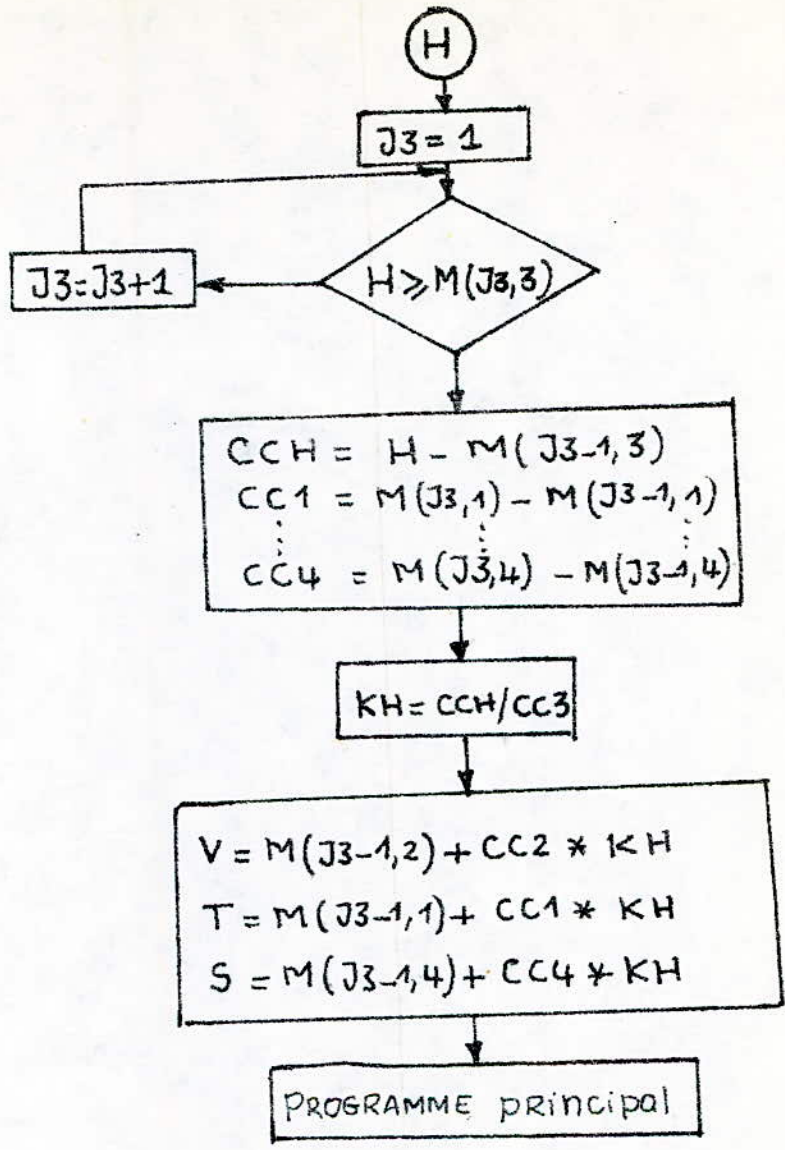 H
J3 = 1
J3=J3+1
H ⩾ M(J3,3)
CCH = H - M(J3-1,3)
CC1 = M(J3,1) - M(J3-1,1)
⋮ ⋮ ⋮
CC4 = M(J3,4) - M(J3-1,4)
KH = CCH/CC3
V = M(J3-1,2) + CC2 * KH
T = M(J3-1,1) + CC1 * KH
S = M(J3-1,4) + CC4 * KH
PROGRAMME principal